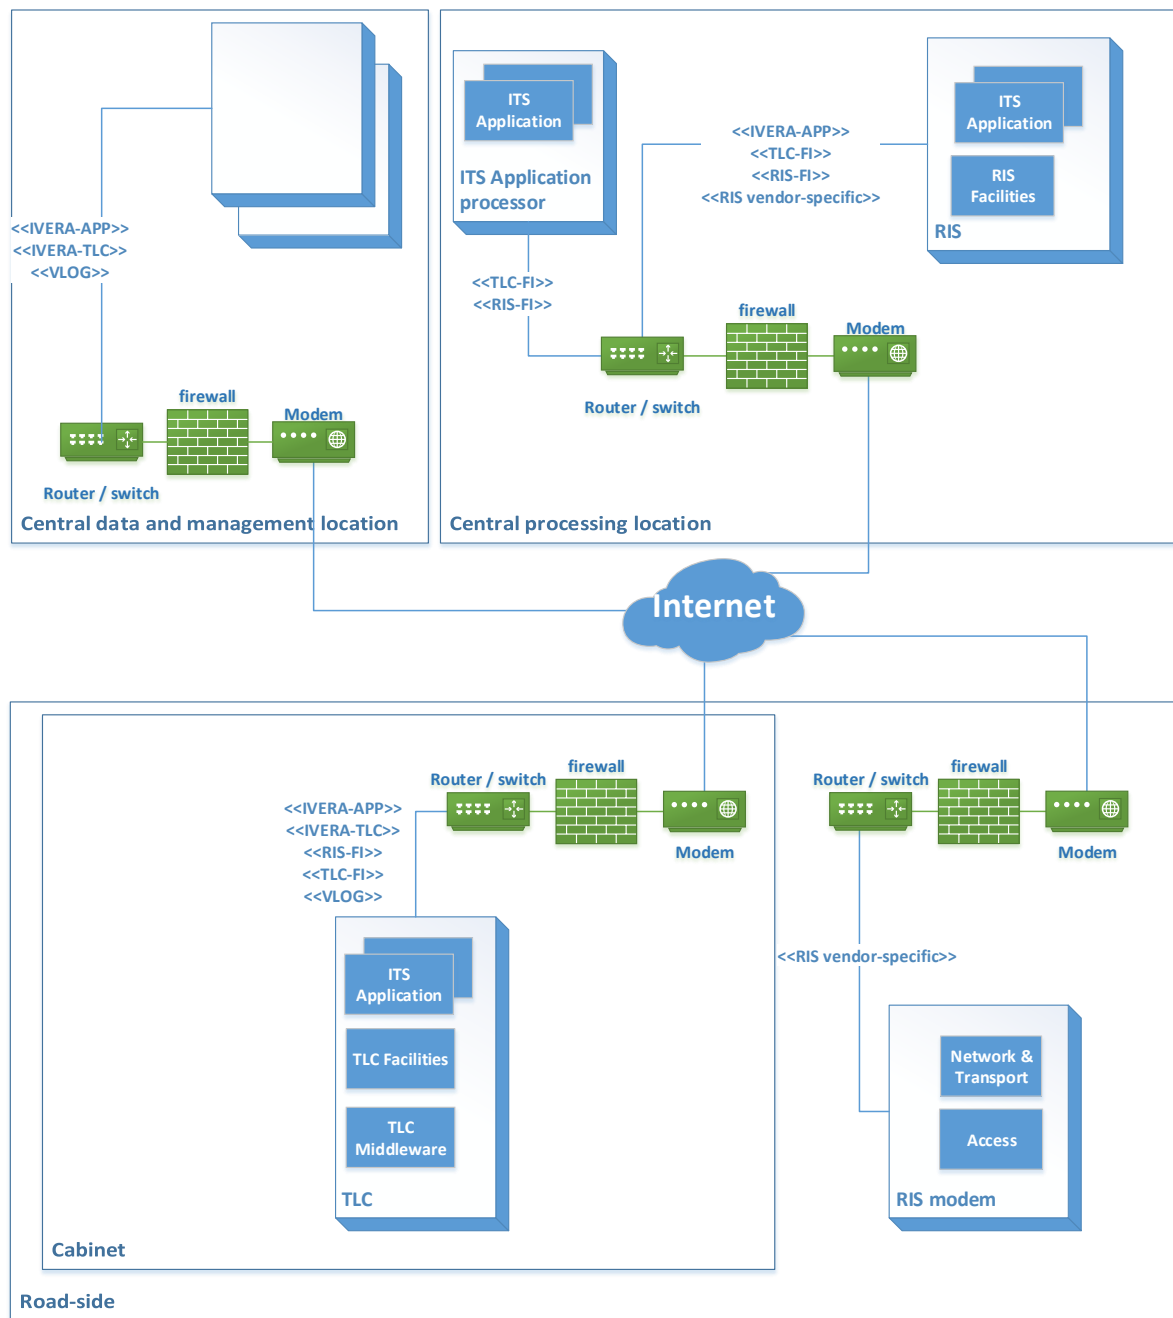 <<IVERA-APP>>
<<IVERA-TLC>>
<<VLOG>>
firewall
Modem
Router / switch
Central data and management location
ITS
Application
ITS Application
processor
<<TLC-FI>>
<<RIS-FI>>
<<IVERA-APP>>
<<TLC-FI>>
<<RIS-FI>>
<<RIS vendor-specific>>
ITS
Application
RIS
Facilities
RIS
firewall
Modem
Router / switch
Central processing location
Internet
Router / switch
firewall
Modem
<<IVERA-APP>>
<<IVERA-TLC>>
<<RIS-FI>>
<<TLC-FI>>
<<VLOG>>
ITS
Application
TLC Facilities
TLC
Middleware
TLC
Cabinet
Router / switch
firewall
Modem
<<RIS vendor-specific>>
Network &
Transport
Access
RIS modem
Road-side